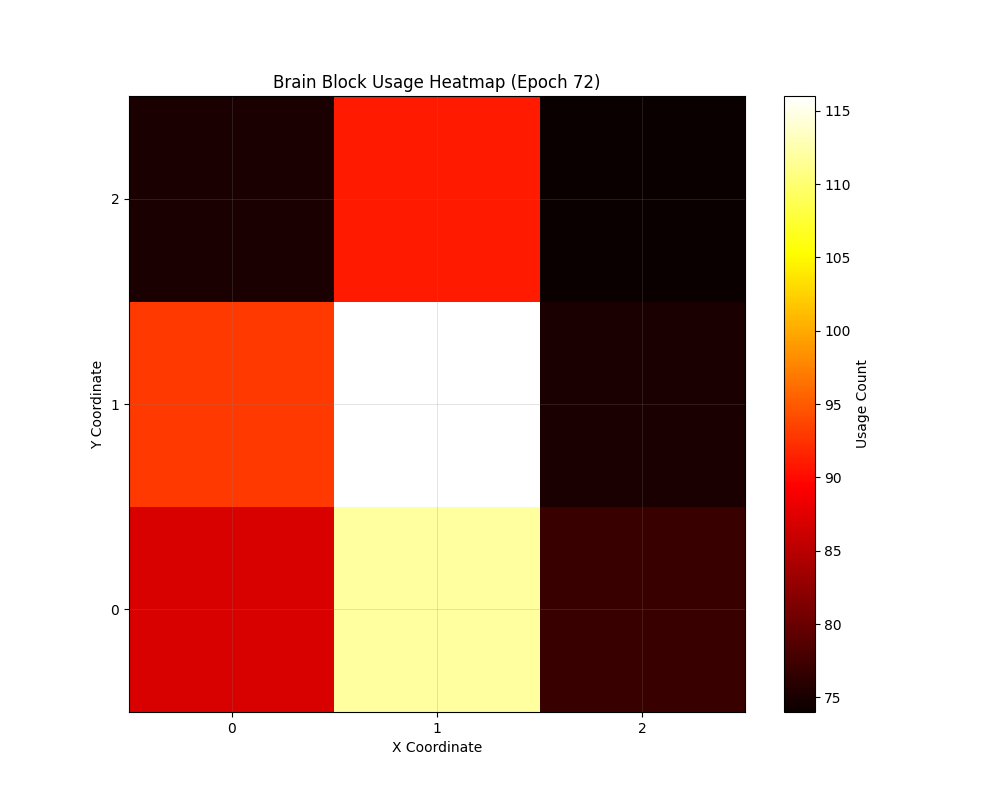 Brain Block Usage Heatmap (Epoch 72)
2
1
0
Y Coordinate
0 1 2
X Coordinate
115
110
105
100
95
90
85
80
75
Usage Count